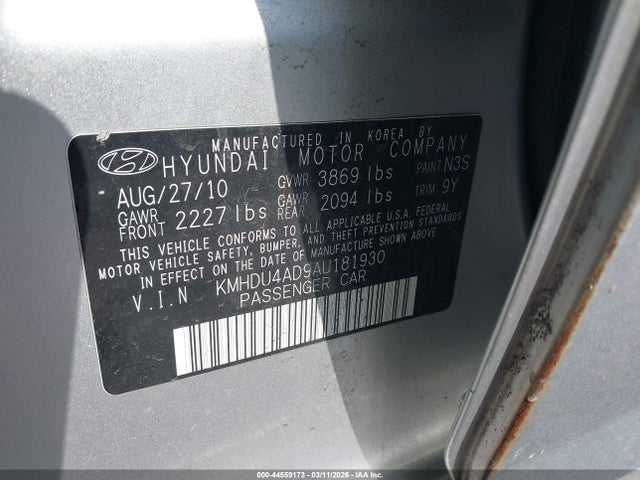 MANUFACTURED IN KOREA BY
HYUNDAI MOTOR COMPANY
AUG/27/10 GVWR 3869 lbs PAINT N3S
GAWR FRONT 2227 lbs GAWR REAR 2094 lbs TRIM 9Y
THIS VEHICLE CONFORMS TO ALL APPLICABLE U.S.A. FEDERAL
MOTOR VEHICLE SAFETY, BUMPER, AND THEFT PREVENTION STANDARDS
IN EFFECT ON THE DATE OF MANUFACTURE SHOWN ABOVE.
V.I.N KMHDU4AD9AU181930
PASSENGER CAR
000-44559173 - 03/11/2026 - IAA Inc.